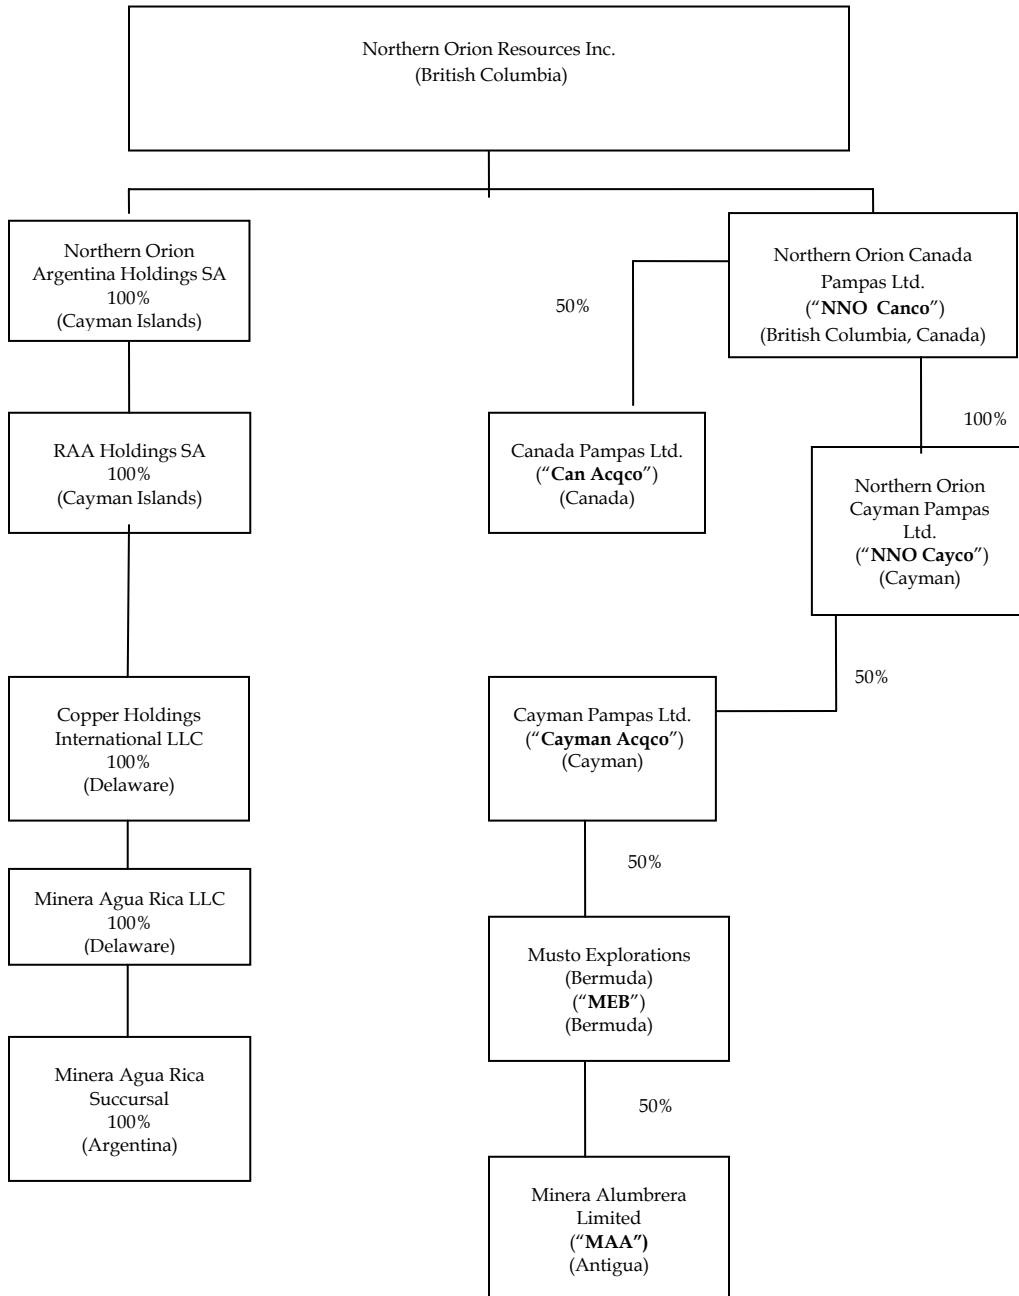 Northern Orion Resources Inc.
(British Columbia)
Northern Orion
Argentina Holdings SA
100%
(Cayman Islands)
50%
Northern Orion Canada
Pampas Ltd.
(“NNO Canco”)
(British Columbia, Canada)
100%
RAA Holdings SA
100%
(Cayman Islands)
Canada Pampas Ltd.
(“Can Acqco”)
(Canada)
Northern Orion
Cayman Pampas
Ltd.
(“NNO Cayco”)
(Cayman)
50%
Copper Holdings
International LLC
100%
(Delaware)
Cayman Pampas Ltd.
(“Cayman Acqco”)
(Cayman)
50%
Minera Agua Rica LLC
100%
(Delaware)
Musto Explorations
(Bermuda)
(“MEB”)
(Bermuda)
Minera Agua Rica
Succursal
100%
(Argentina)
50%
Minera Alumbrera
Limited
(“MAA”)
(Antigua)